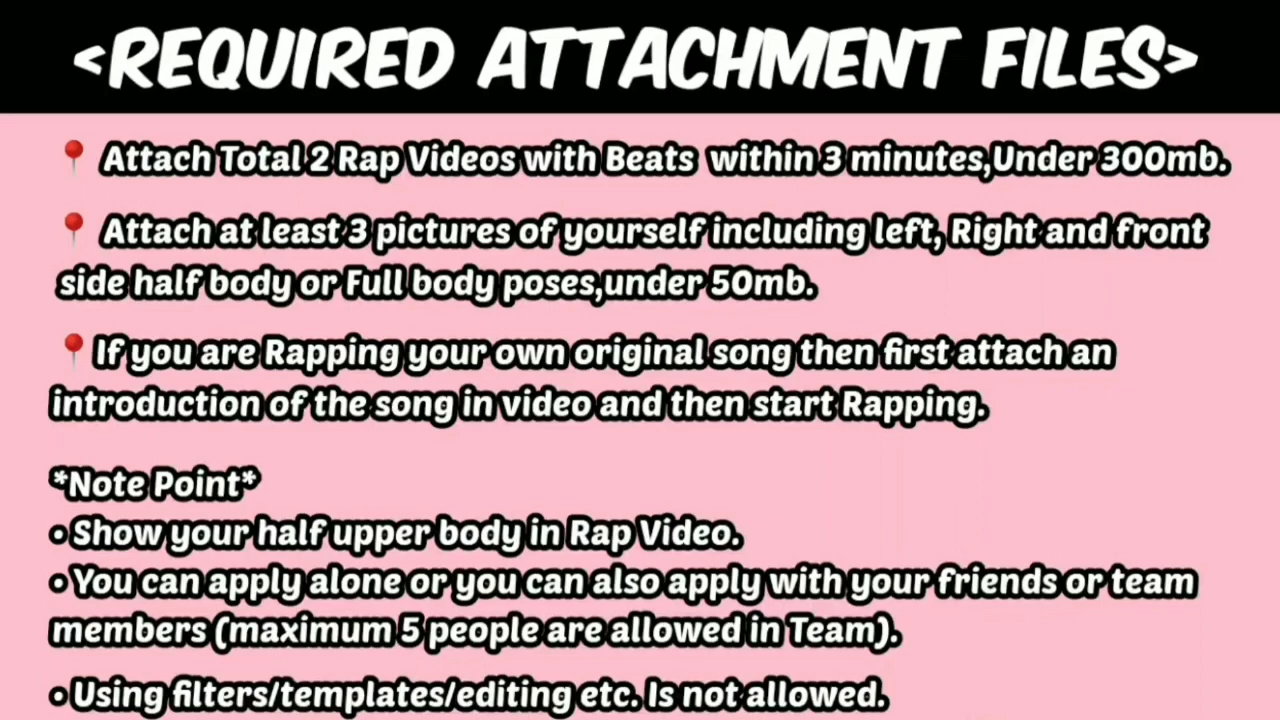 <REQUIRED ATTACHMENT FILES>
📍 Attach Total 2 Rap Videos with Beats within 3 minutes,Under 300mb.
📍 Attach at least 3 pictures of yourself including left, Right and front
side half body or Full body poses,under 50mb.
📍If you are Rapping your own original song then first attach an
introduction of the song in video and then start Rapping.
*Note Point*
• Show your half upper body in Rap Video.
• You can apply alone or you can also apply with your friends or team
members (maximum 5 people are allowed in Team).
• Using filters/templates/editing etc. Is not allowed.